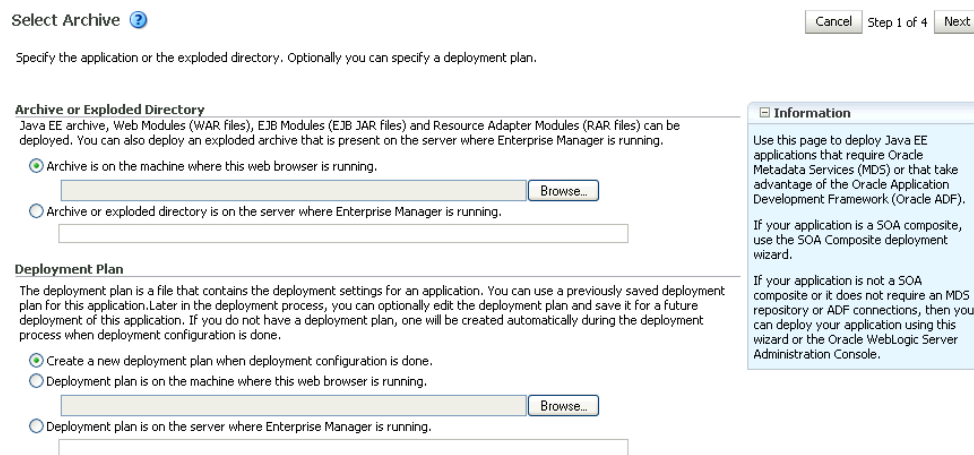 Select Archive ?
Cancel Step 1 of 4 Next
Specify the application or the exploded directory. Optionally you can specify a deployment plan.
Archive or Exploded Directory
Java EE archive, Web Modules (WAR files), EJB Modules (EJB JAR files) and Resource Adapter Modules (RAR files) can be
deployed. You can also deploy an exploded archive that is present on the server where Enterprise Manager is running.
Archive is on the machine where this web browser is running.
Browse...
Archive or exploded directory is on the server where Enterprise Manager is running.
Deployment Plan
The deployment plan is a file that contains the deployment settings for an application. You can use a previously saved deployment
plan for this application.Later in the deployment process, you can optionally edit the deployment plan and save it for a future
deployment of this application. If you do not have a deployment plan, one will be created automatically during the deployment
process when deployment configuration is done.
Create a new deployment plan when deployment configuration is done.
Deployment plan is on the machine where this web browser is running.
Browse...
Deployment plan is on the server where Enterprise Manager is running.
Information
Use this page to deploy Java EE
applications that require Oracle
Metadata Services (MDS) or that take
advantage of the Oracle Application
Development Framework (Oracle ADF).
If your application is a SOA composite,
use the SOA Composite deployment
wizard.
If your application is not a SOA
composite or it does not require an MDS
repository or ADF connections, then you
can deploy your application using this
wizard or the Oracle WebLogic Server
Administration Console.